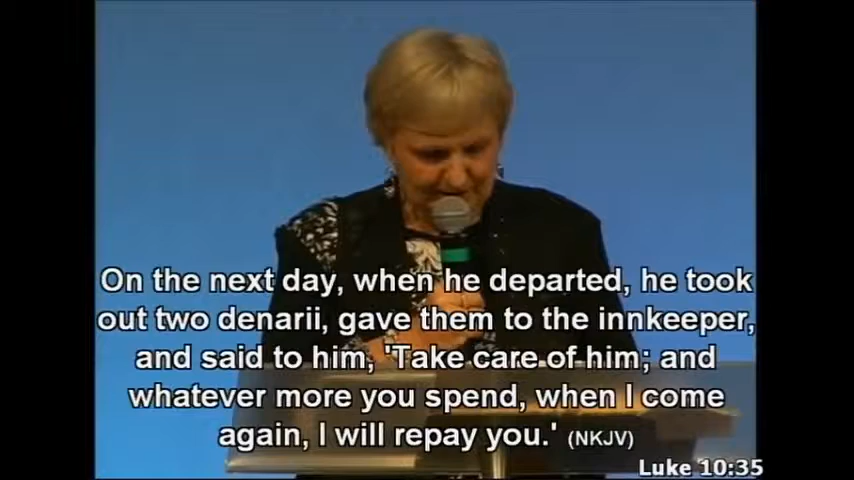 On the next day, when he departed, he took
out two denarii, gave them to the innkeeper,
and said to him, 'Take care of him; and
whatever more you spend, when I come
again, I will repay you.' (NKJV)
Luke 10:35